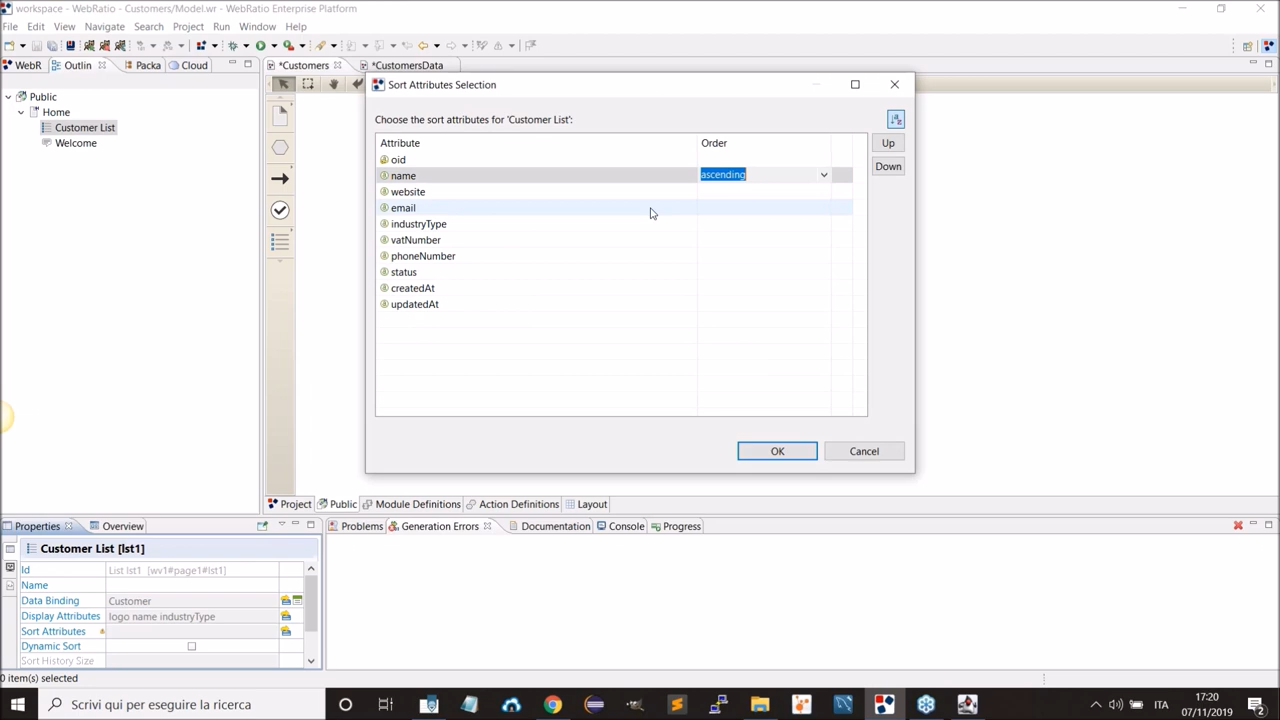 workspace - WebRatio - Customers/Model.wr - WebRatio Enterprise Platform
File Edit View Navigate Search Project Run Window Help
WebR Outlin Packa Cloud
*Customers *CustomersData
Public
Home
Customer List
Welcome
Sort Attributes Selection
Choose the sort attributes for 'Customer List':
Attribute Order
oid
name ascending
website
email
industryType
vatNumber
phoneNumber
status
createdAt
updatedAt
Up
Down
OK Cancel
Project Public Module Definitions Action Definitions Layout
Properties Overview
Customer List [lst1]
Id List lst1 [wv1#page1#lst1]
Name
Data Binding Customer
Display Attributes logo name industryType
Sort Attributes
Dynamic Sort
Sort History Size
Problems Generation Errors Documentation Console Progress
0 item(s) selected
Scrivi qui per eseguire la ricerca
ITA
17:20
07/11/2019
2